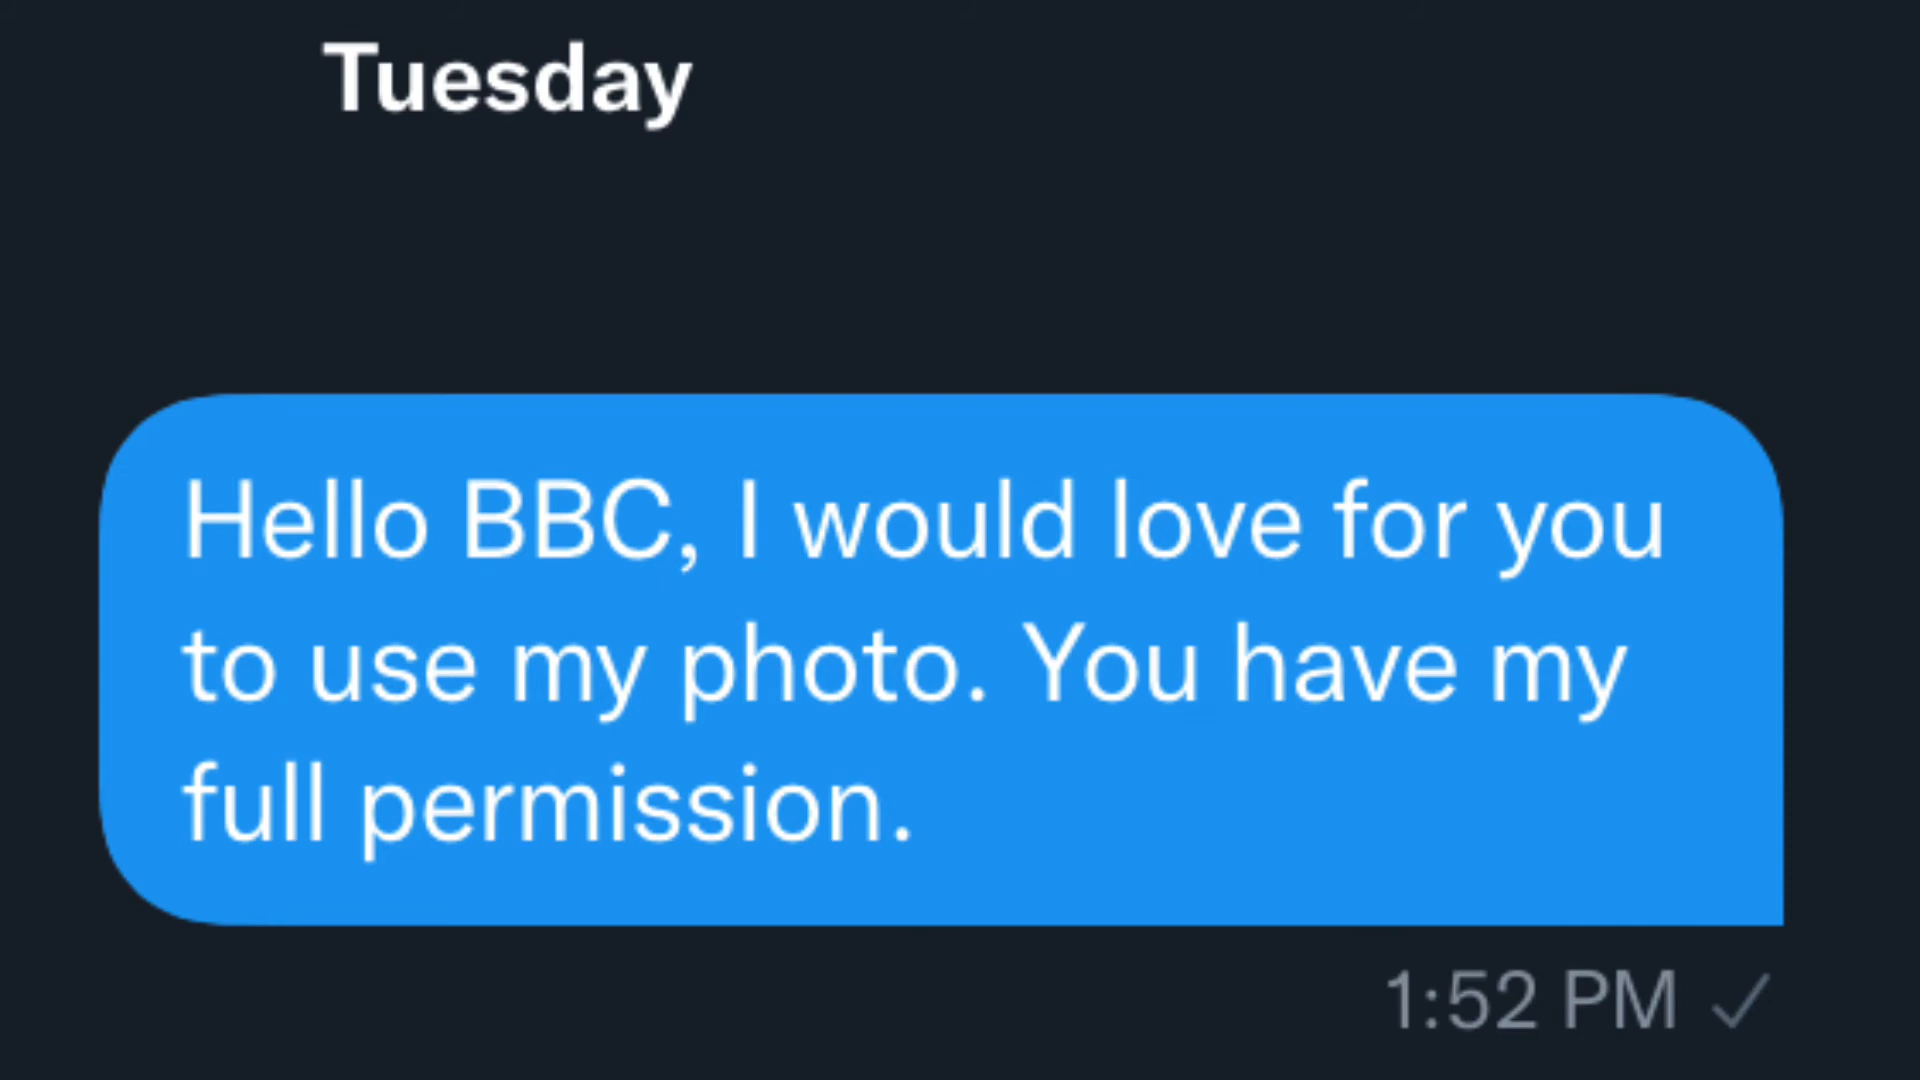 Tuesday
Hello BBC, I would love for you
to use my photo. You have my
full permission.
1:52 PM ✓